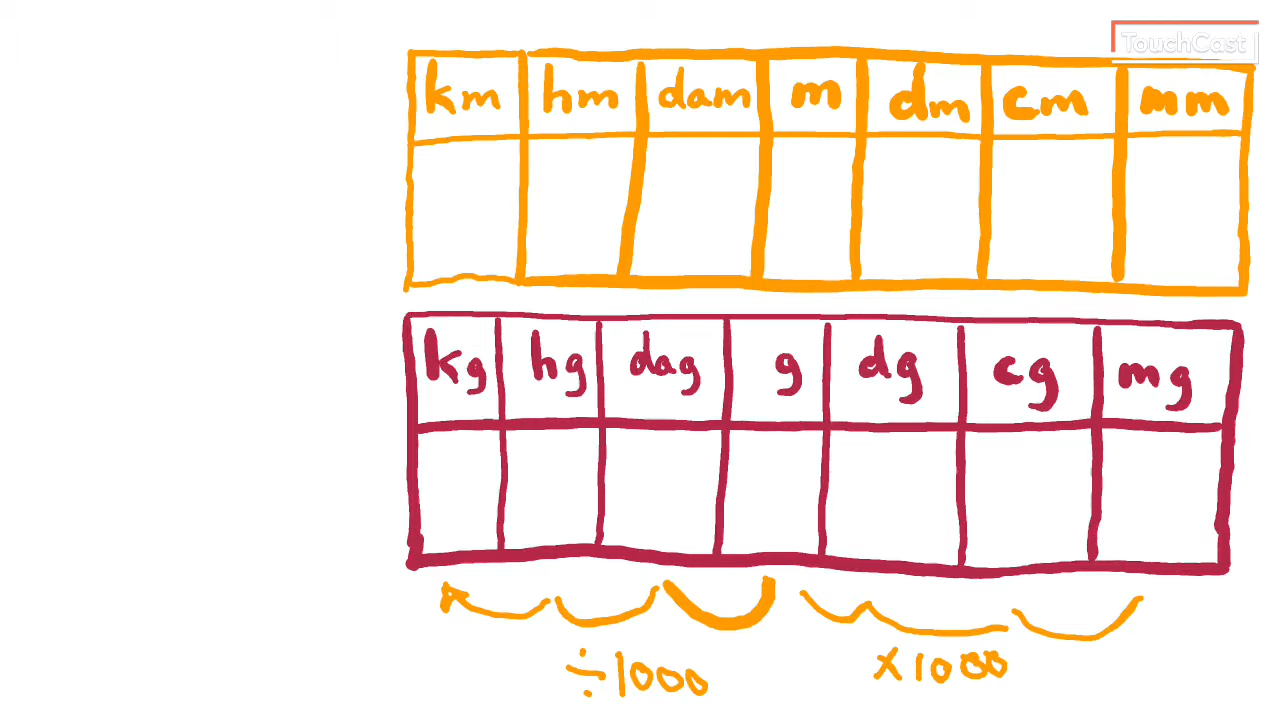 TouchCast
km hm dam m dm cm mm
kg hg dag g dg cg mg
÷1000 x1000